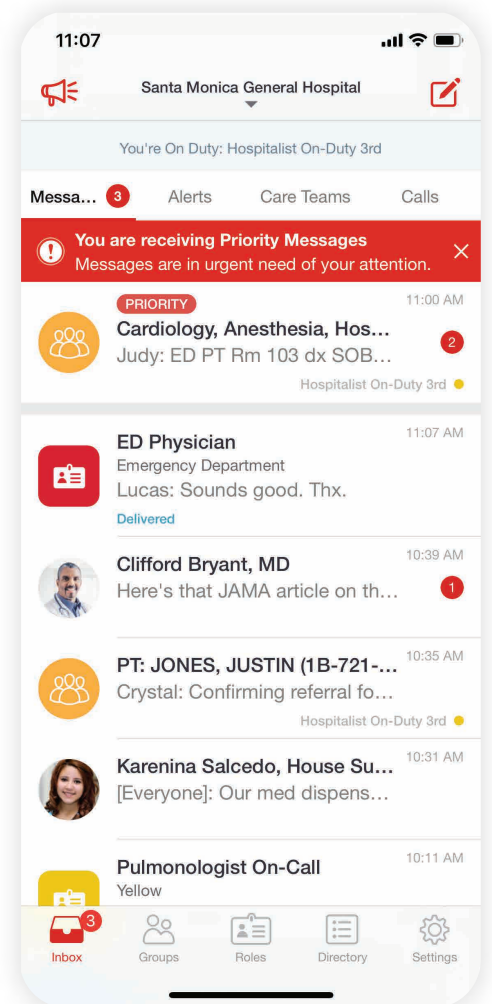 11:07
Santa Monica General Hospital
You're On Duty: Hospitalist On-Duty 3rd
Messa... 3 Alerts Care Teams Calls
You are receiving Priority Messages
Messages are in urgent need of your attention.
PRIORITY 11:00 AM
Cardiology, Anesthesia, Hos...
Judy: ED PT Rm 103 dx SOB... 2
Hospitalist On-Duty 3rd
ED Physician 11:07 AM
Emergency Department
Lucas: Sounds good. Thx.
Delivered
Clifford Bryant, MD 10:39 AM
Here's that JAMA article on th... 1
PT: JONES, JUSTIN (1B-721-... 10:35 AM
Crystal: Confirming referral fo...
Hospitalist On-Duty 3rd
Karenina Salcedo, House Su... 10:31 AM
[Everyone]: Our med dispens...
Pulmonologist On-Call 10:11 AM
Yellow
3
Inbox Groups Roles Directory Settings